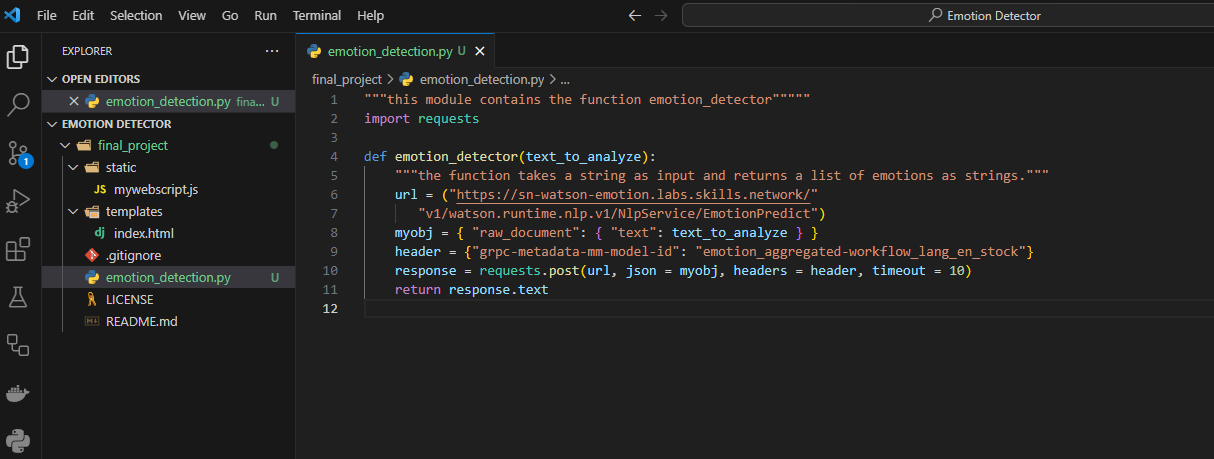 File Edit Selection View Go Run Terminal Help
Emotion Detector
EXPLORER
OPEN EDITORS
emotion_detection.py fina... U
EMOTION DETECTOR
final_project
static
JS mywebscript.js
templates
dj index.html
.gitignore
emotion_detection.py U
LICENSE
README.md
1
emotion_detection.py U
final_project > emotion_detection.py > ...
1 """this module contains the function emotion_detector"""""
2 import requests
3
4 def emotion_detector(text_to_analyze):
5 """the function takes a string as input and returns a list of emotions as strings."""
6 url = ("https://sn-watson-emotion.labs.skills.network/"
7 "v1/watson.runtime.nlp.v1/NlpService/EmotionPredict")
8 myobj = { "raw_document": { "text": text_to_analyze } }
9 header = {"grpc-metadata-mm-model-id": "emotion_aggregated-workflow_lang_en_stock"}
10 response = requests.post(url, json = myobj, headers = header, timeout = 10)
11 return response.text
12